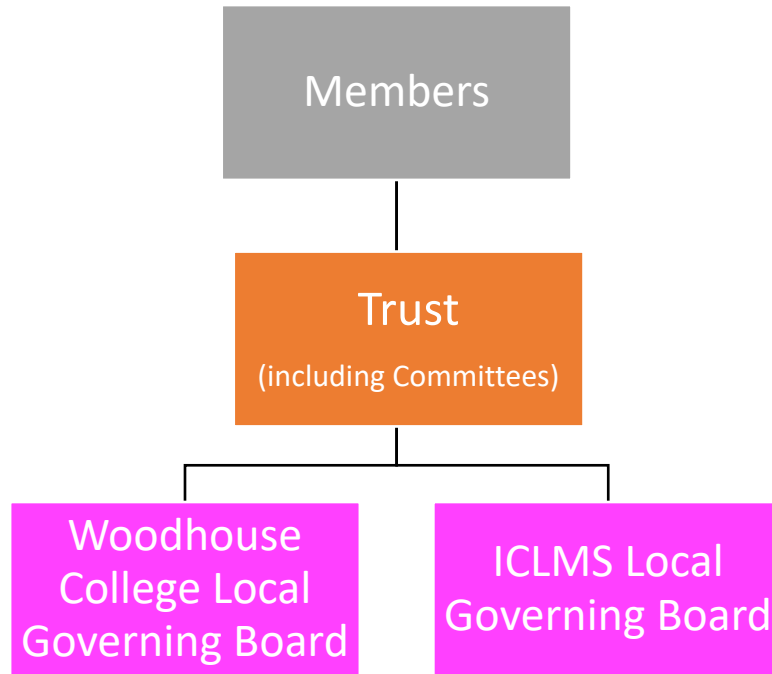 Members
Trust
(including Committees)
Woodhouse
College Local
Governing Board
ICLMS Local
Governing Board